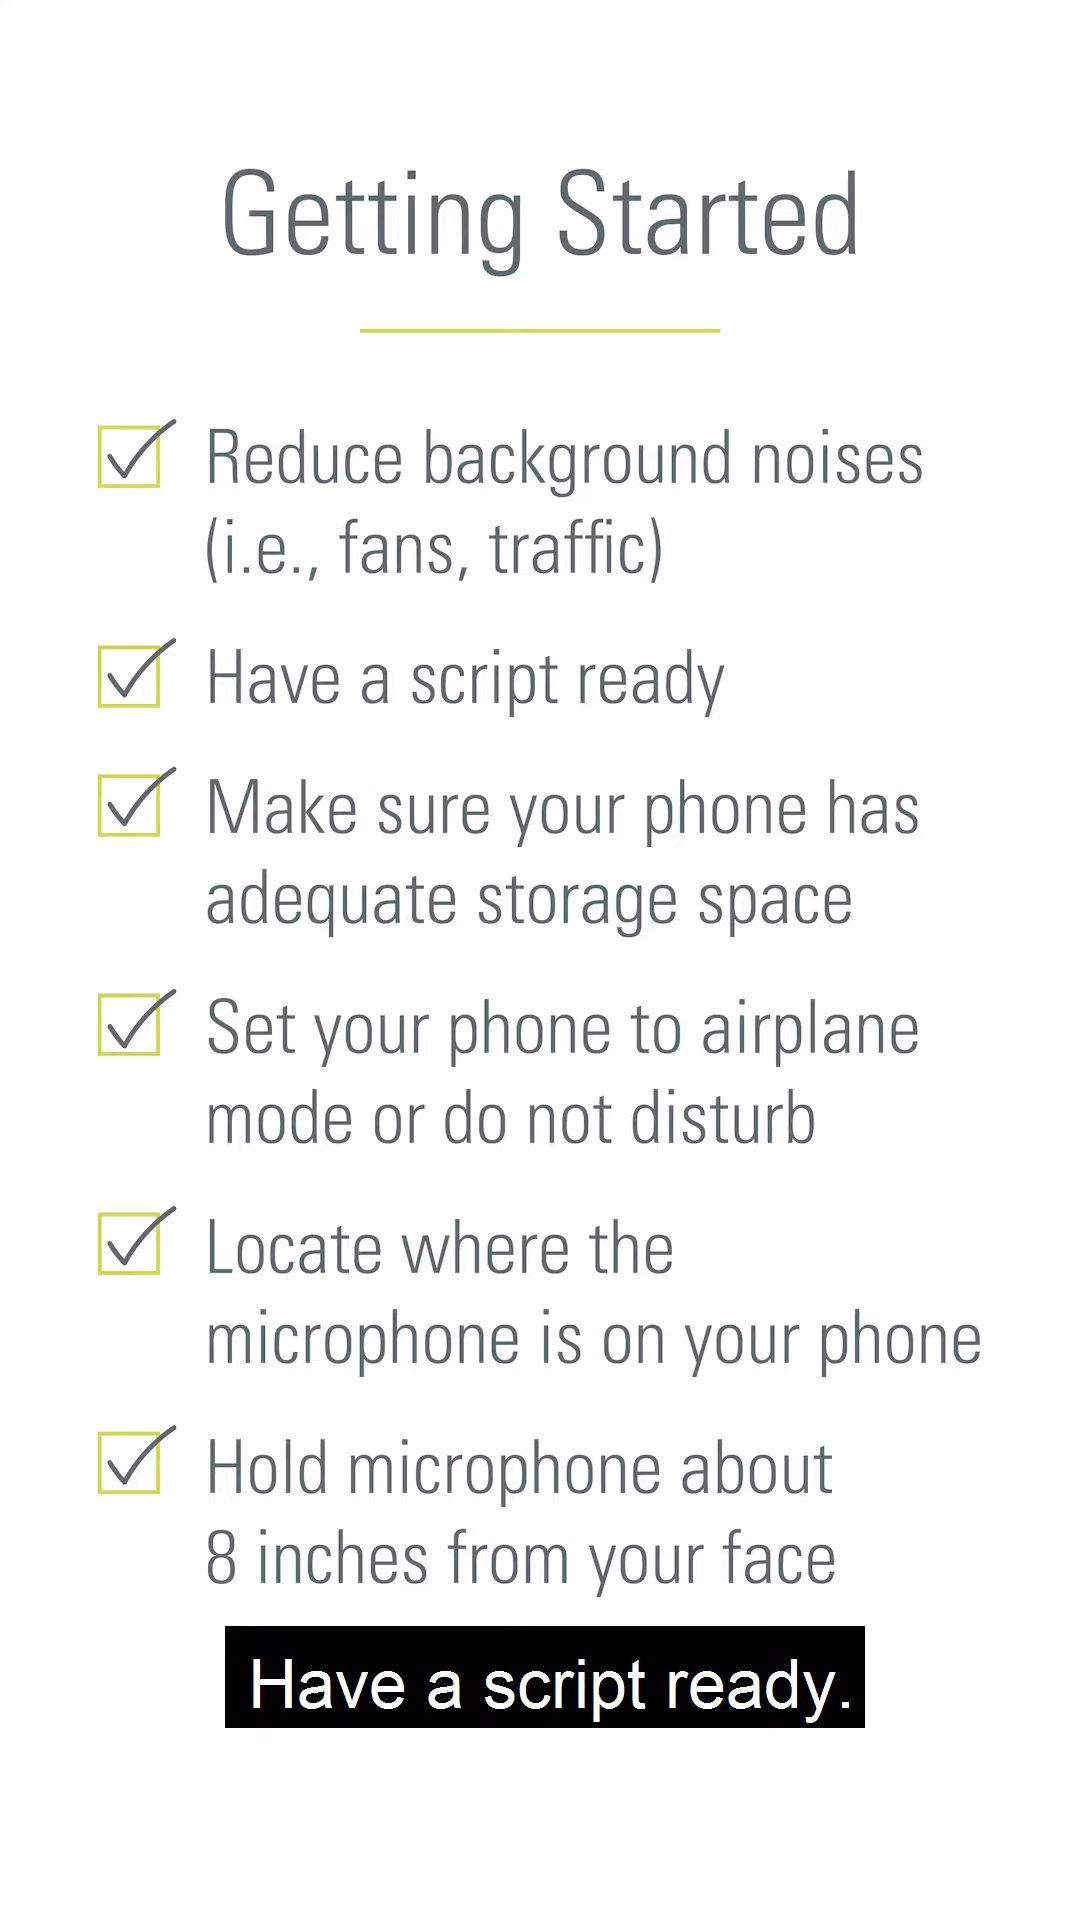 Getting Started
Reduce background noises
(i.e., fans, traffic)
Have a script ready
Make sure your phone has
adequate storage space
Set your phone to airplane
mode or do not disturb
Locate where the
microphone is on your phone
Hold microphone about
8 inches from your face
Have a script ready.